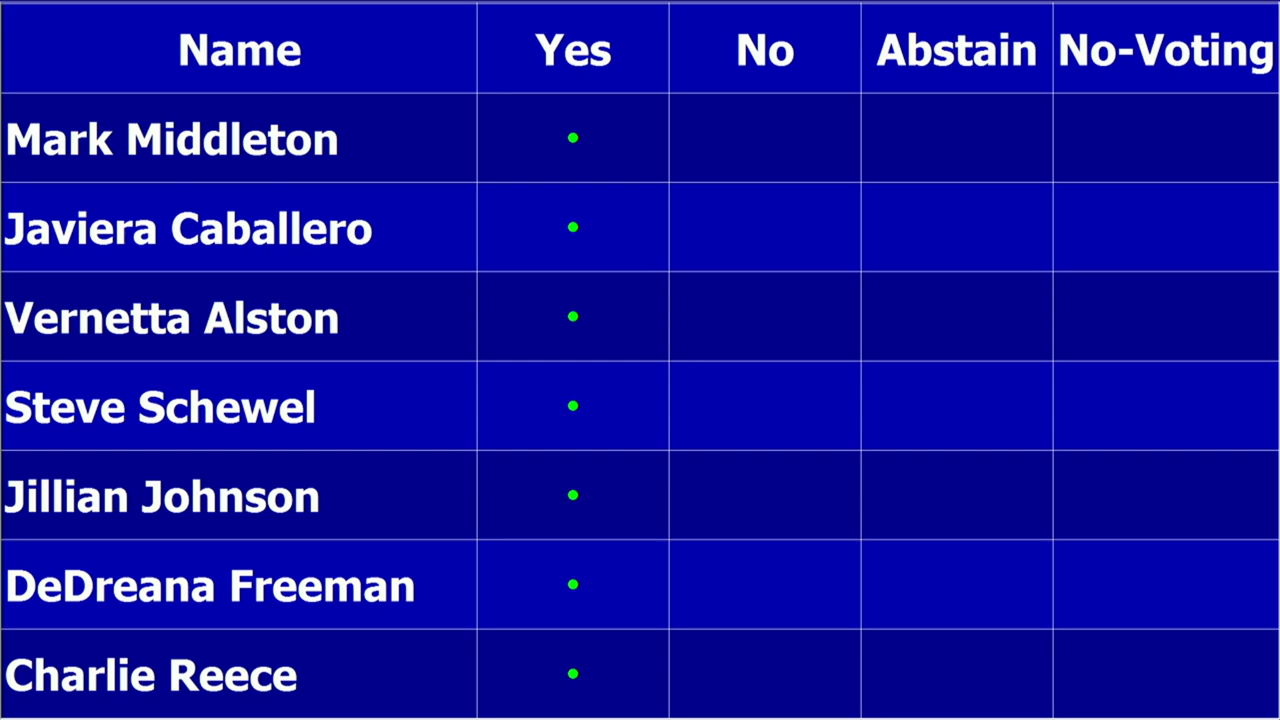 Name Yes No Abstain No-Voting
Mark Middleton
Javiera Caballero
Vernetta Alston
Steve Schewel
Jillian Johnson
DeDreana Freeman
Charlie Reece